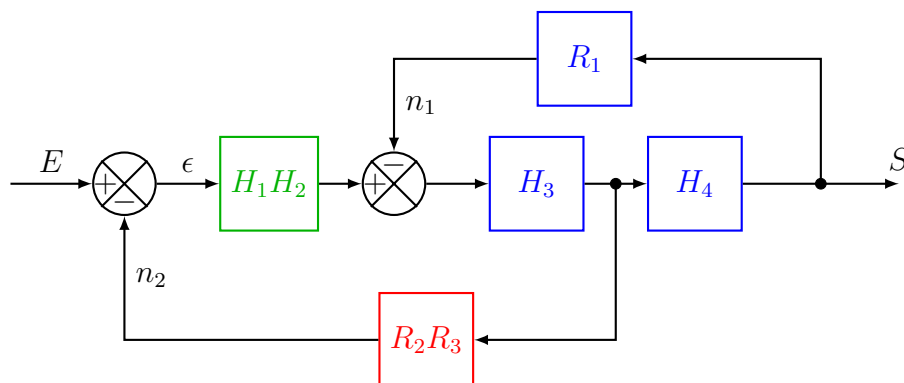 R₁
n₁
E
ϵ
S
+
−
H₁H₂
+
−
H₃
H₄
n₂
R₂R₃